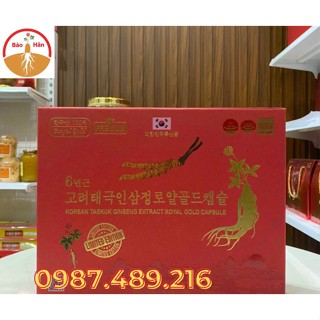 Bảo Hân
PREMIUM
6년근
고려태극인삼정로얄골드캡슐
KOREAN TAEKUK GINSENG EXTRACT ROYAL GOLD CAPSULE
LIMITED EDITION
0987.489.216